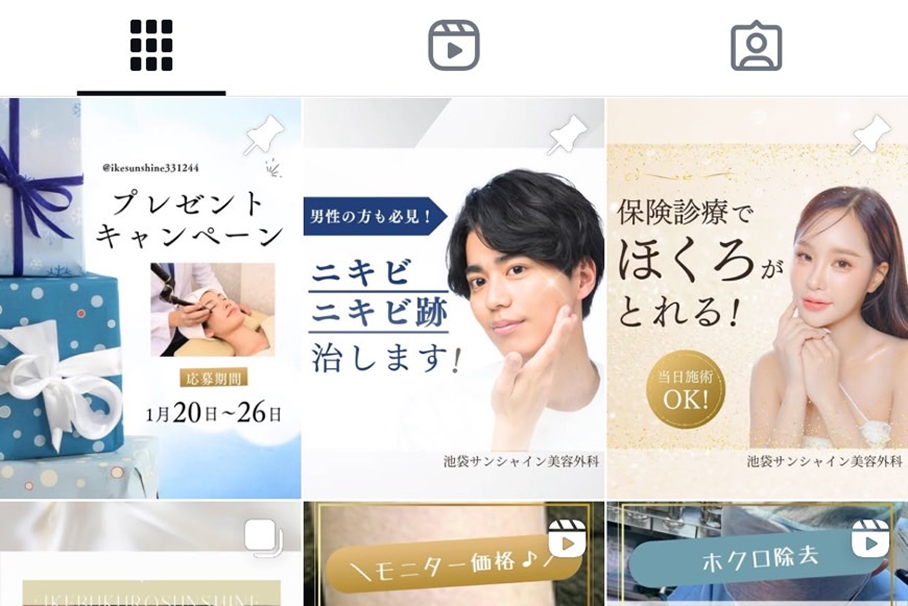 @ikesunshine331244
プレゼント
キャンペーン
応募期間
1月20日~26日
男性の方も必見!
ニキビ
ニキビ跡
治します!
池袋サンシャイン美容外科
保険診療で
ほくろが
とれる!
当日施術
OK!
池袋サンシャイン美容外科
IKEBUKUROSUNSHINE
\モニター価格♪/
ホクロ除去